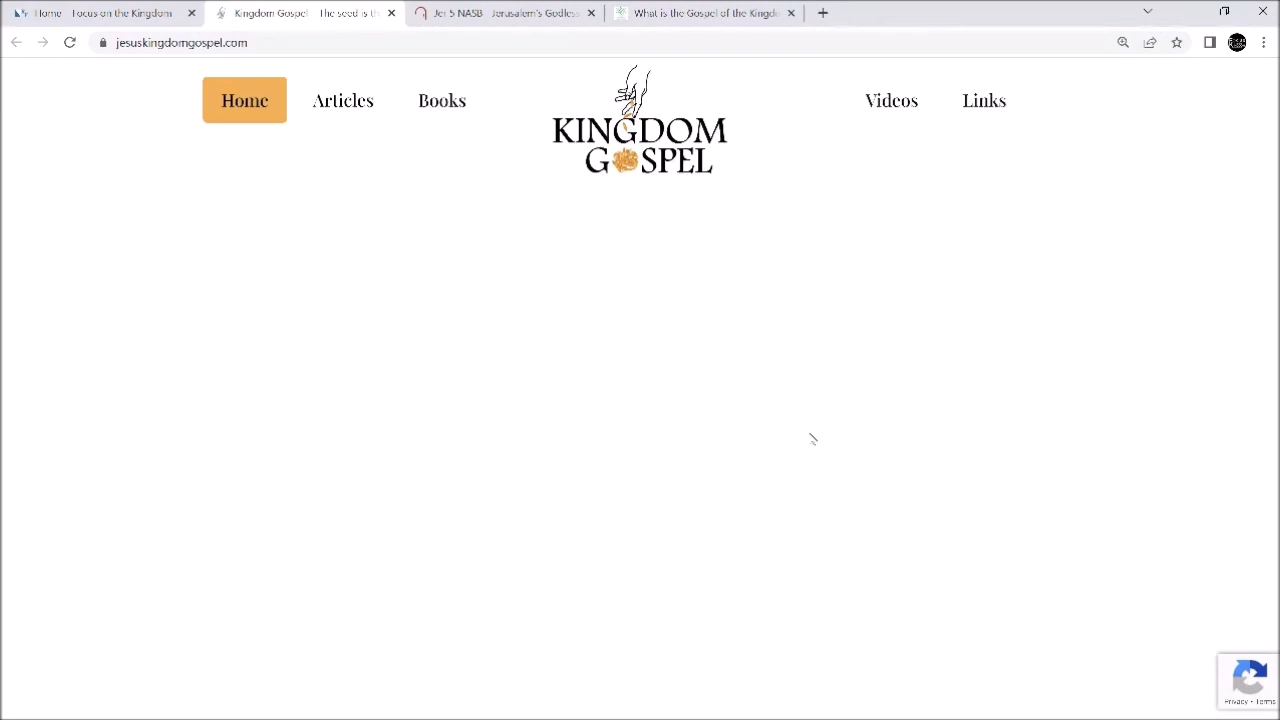 Home - Focus on the Kingdom
Kingdom Gospel - The seed is th
Jer 5 NASB - Jerusalem's Godless
What is the Gospel of the Kingdo
jesuskingdomgospel.com
Home
Articles
Books
KINGDOM
GOSPEL
Videos
Links
Privacy - Terms